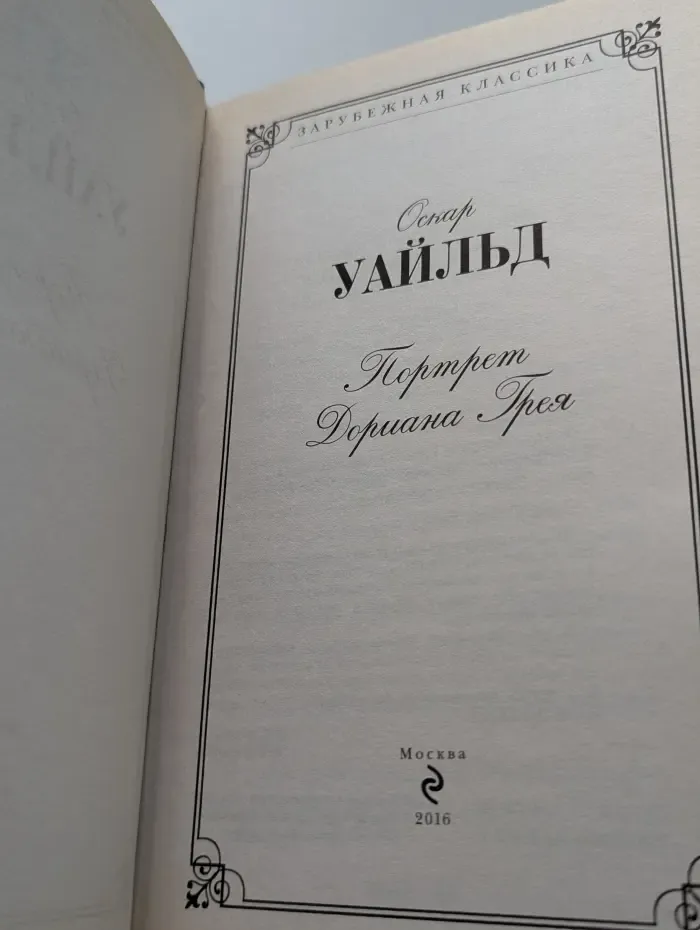 ЗАРУБЕЖНАЯ КЛАССИКА
Оскар
УАЙЛЬД
Портрет
Дориана Грея
Москва
2016